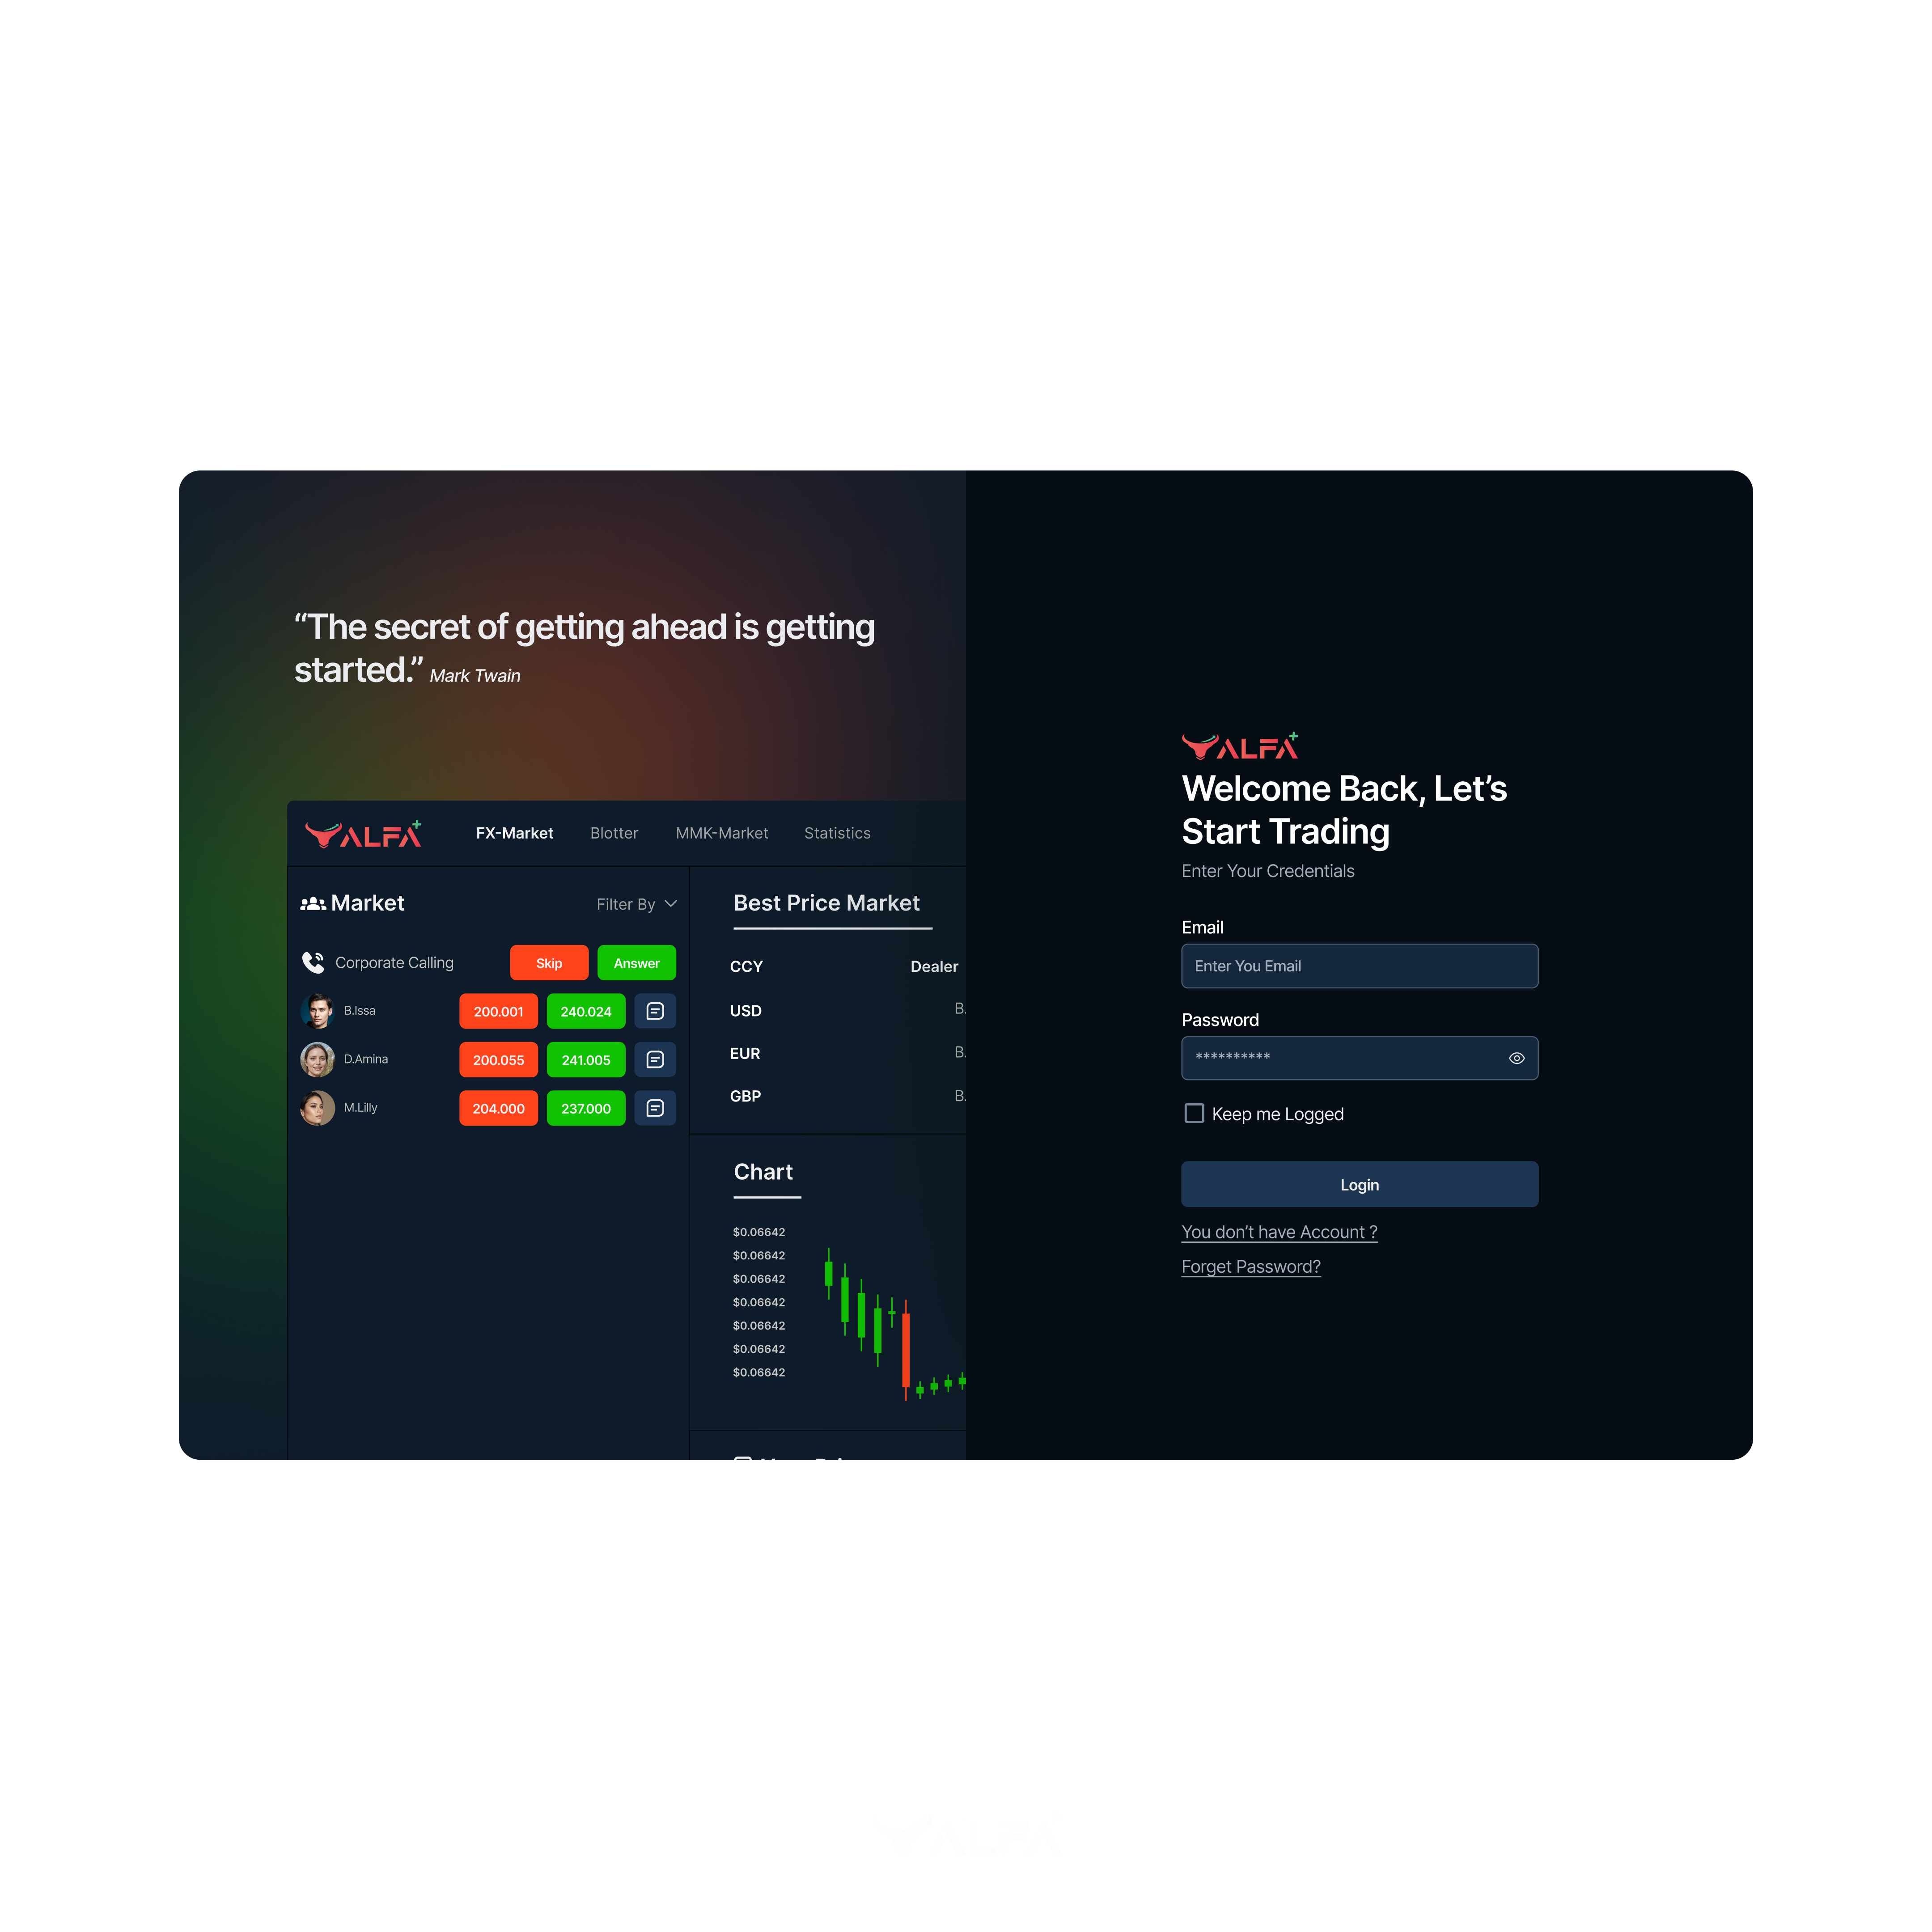 “The secret of getting ahead is getting
started.” Mark Twain
ALFA+
FX-Market Blotter MMK-Market Statistics
Market Filter By
Corporate Calling Skip Answer
B.Issa 200.001 240.024
D.Amina 200.055 241.005
M.Lilly 204.000 237.000
Best Price Market
CCY Dealer
USD B.
EUR B.
GBP B.
Chart
$0.06642
$0.06642
$0.06642
$0.06642
$0.06642
$0.06642
$0.06642
ALFA+
Welcome Back, Let’s
Start Trading
Enter Your Credentials
Email
Enter You Email
Password
**********
Keep me Logged
Login
You don’t have Account ?
Forget Password?
ALFA